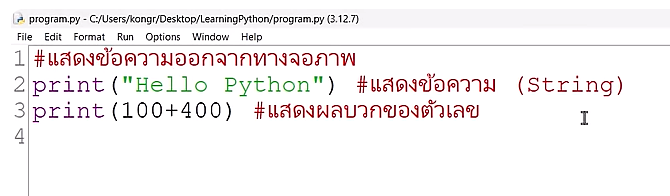 program.py - C:/Users/kongr/Desktop/LearningPython/program.py (3.12.7)
File Edit Format Run Options Window Help
1 #แสดงข้อความออกจากทางจอภาพ
2 print("Hello Python") #แสดงข้อความ (String)
3 print(100+400) #แสดงผลบวกของตัวเลข
4